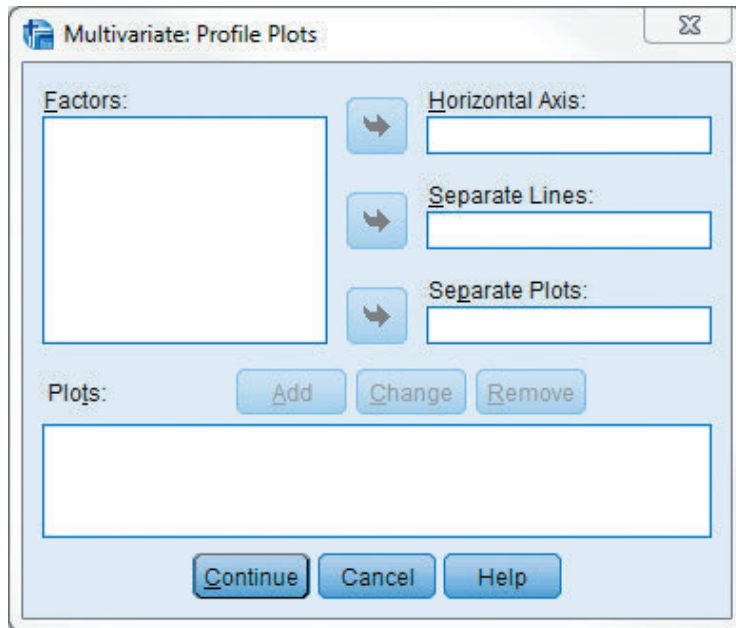 Multivariate: Profile Plots
Factors:
Horizontal Axis:
Separate Lines:
Separate Plots:
Plots:
Add
Change
Remove
Continue
Cancel
Help